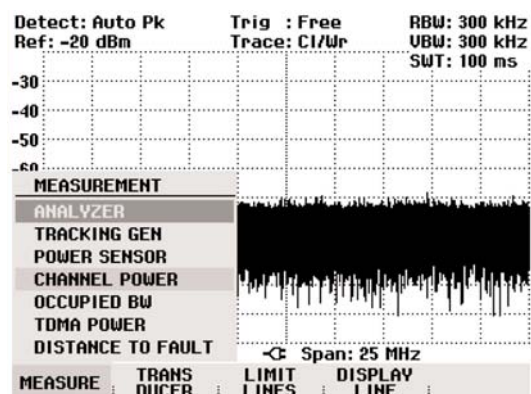 Detect: Auto Pk Trig : Free RBW: 300 kHz
Ref: -20 dBm Trace: Cl/Wr VBW: 300 kHz
SWT: 100 ms
-30
-40
-50
-60
MEASUREMENT
ANALYZER
TRACKING GEN
POWER SENSOR
CHANNEL POWER
OCCUPIED BW
TDMA POWER
DISTANCE TO FAULT
Span: 25 MHz
MEASURE TRANS LIMIT DISPLAY
DUCER LINES LINE